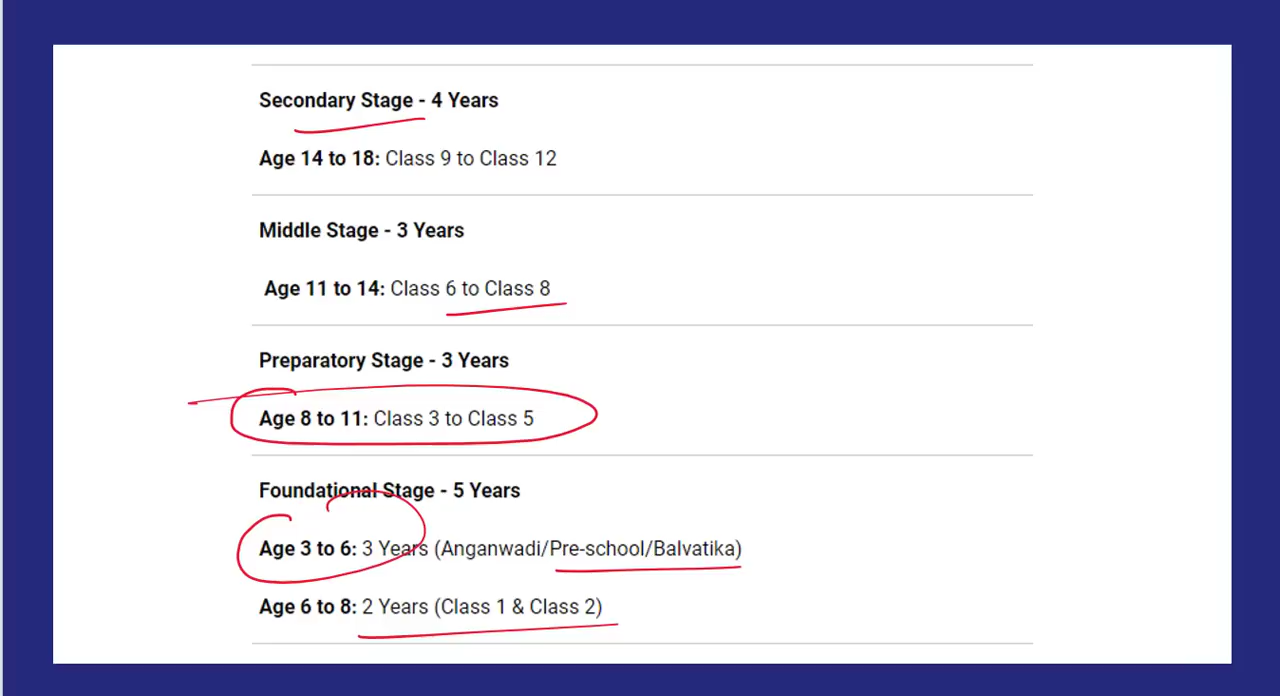 Secondary Stage - 4 Years
Age 14 to 18: Class 9 to Class 12
Middle Stage - 3 Years
Age 11 to 14: Class 6 to Class 8
Preparatory Stage - 3 Years
Age 8 to 11: Class 3 to Class 5
Foundational Stage - 5 Years
Age 3 to 6: 3 Years (Anganwadi/Pre-school/Balvatika)
Age 6 to 8: 2 Years (Class 1 & Class 2)